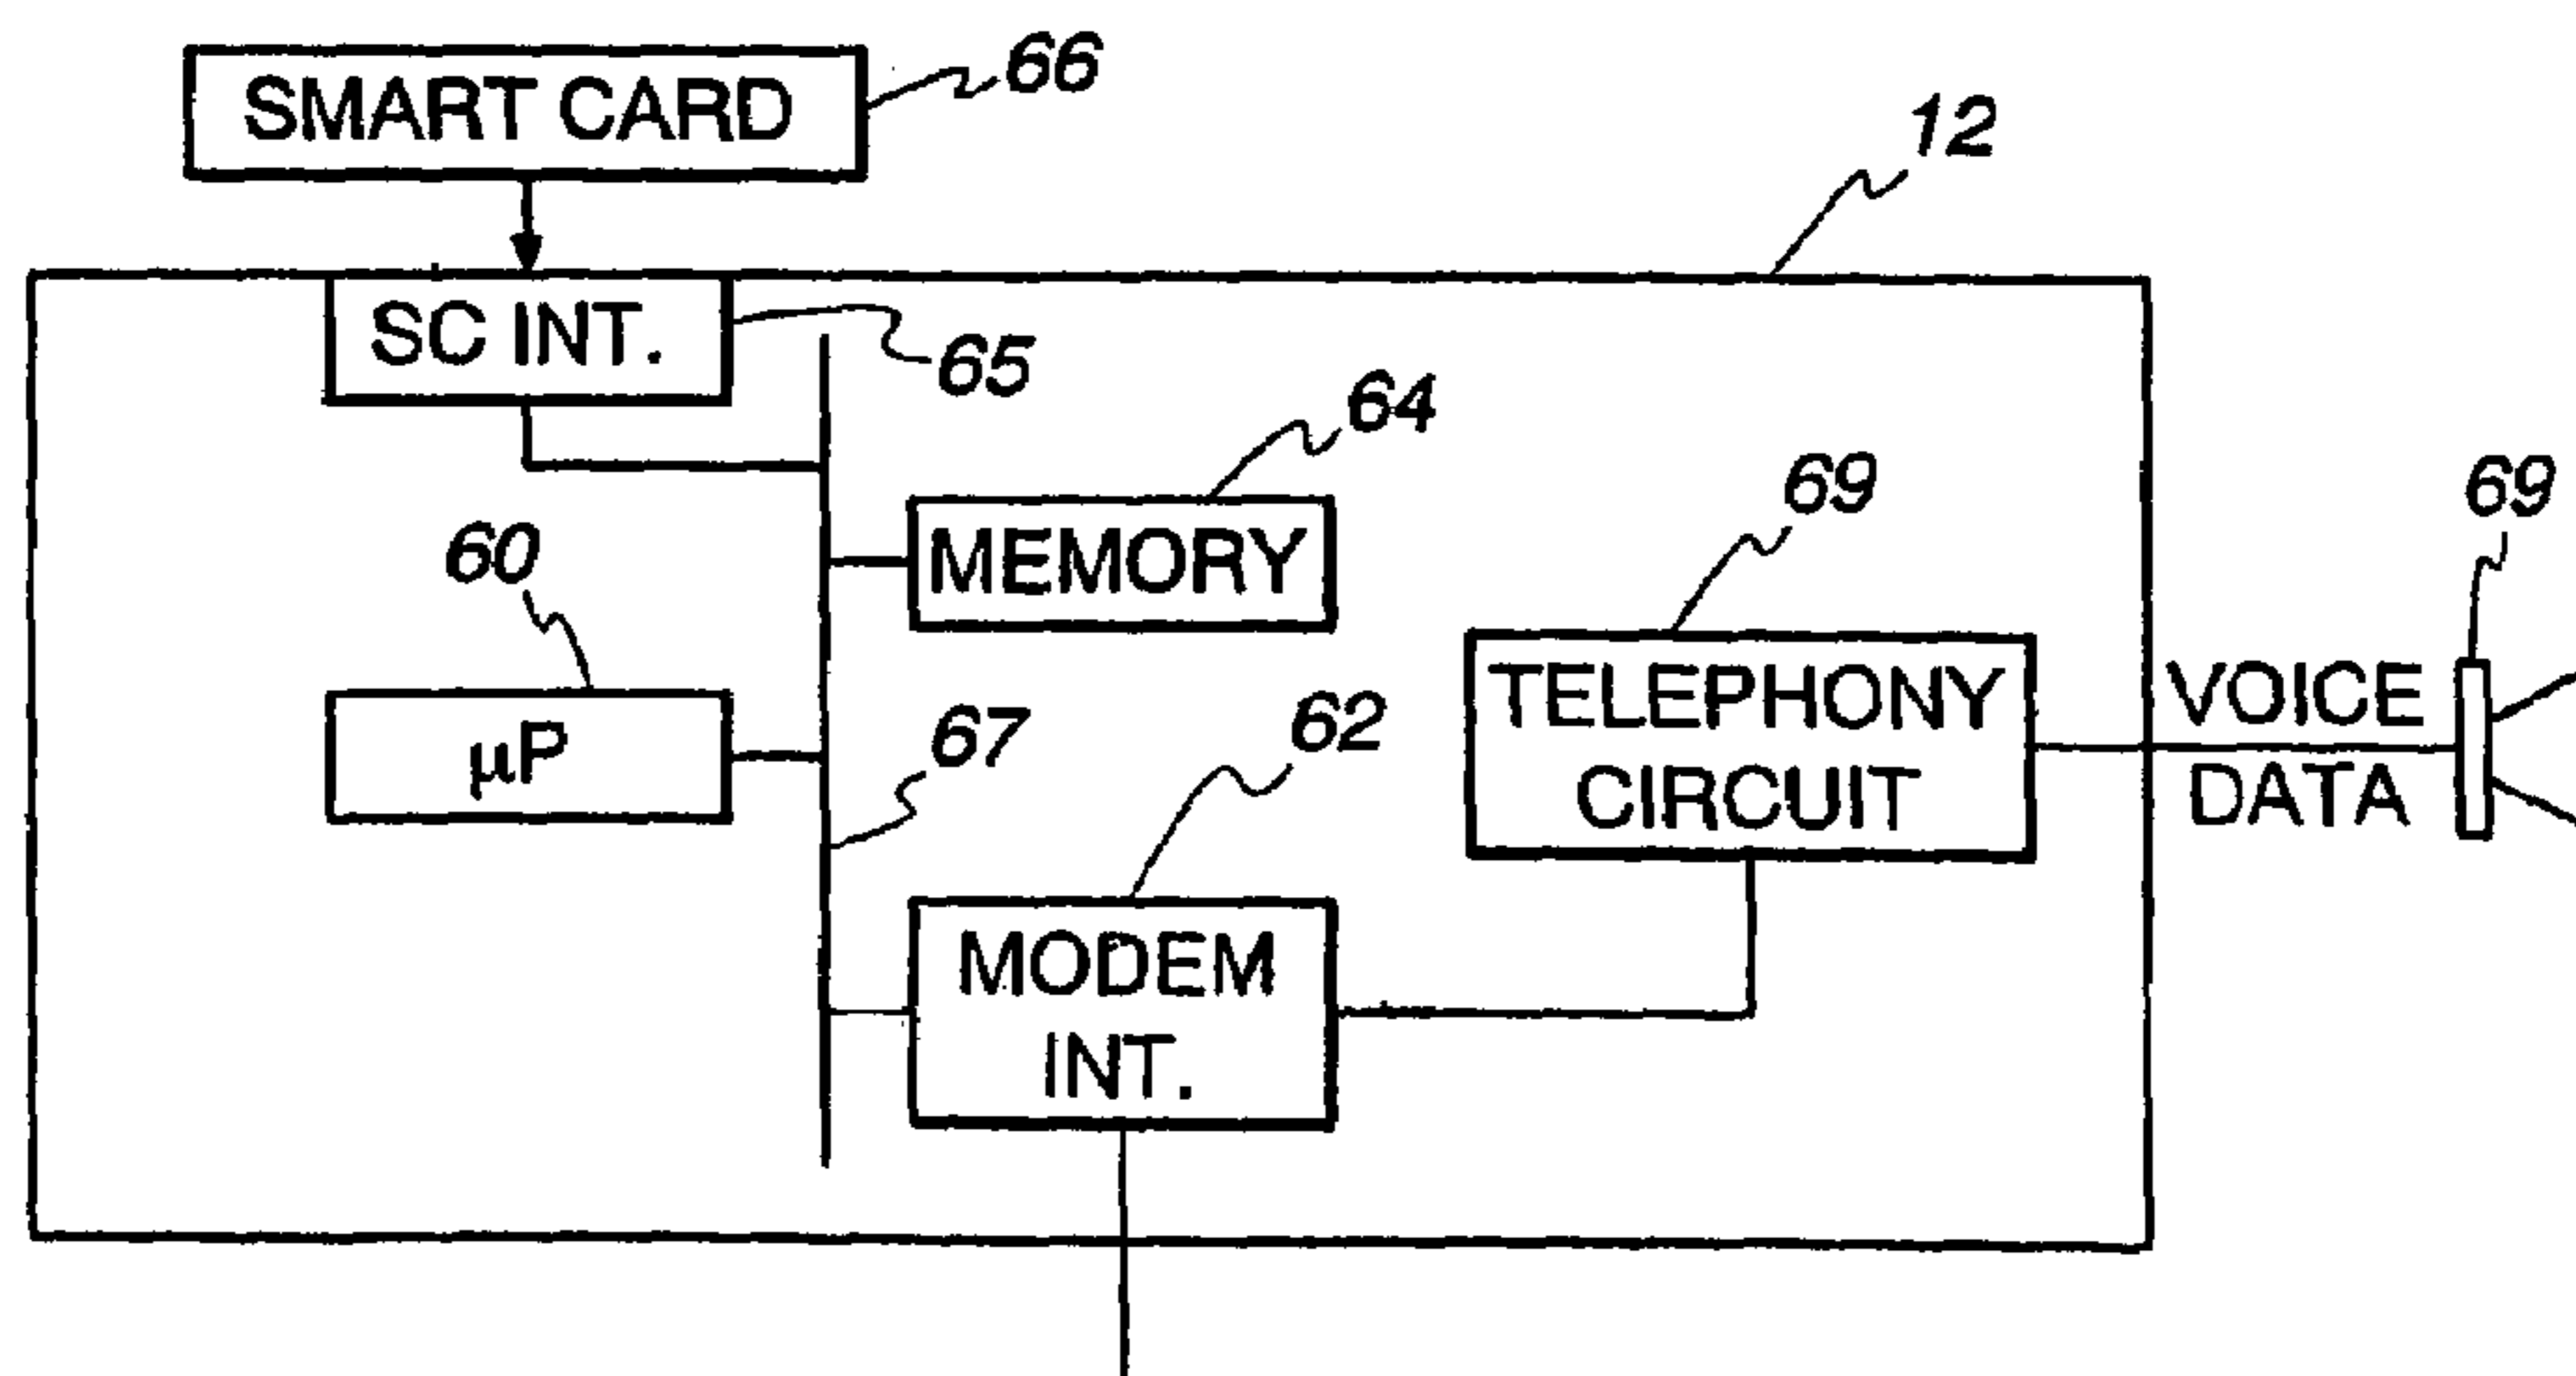 SMART CARD
66
12
SC INT.
65
64
MEMORY
69
69
60
µP
67
62
TELEPHONY
CIRCUIT
VOICE
DATA
MODEM
INT.